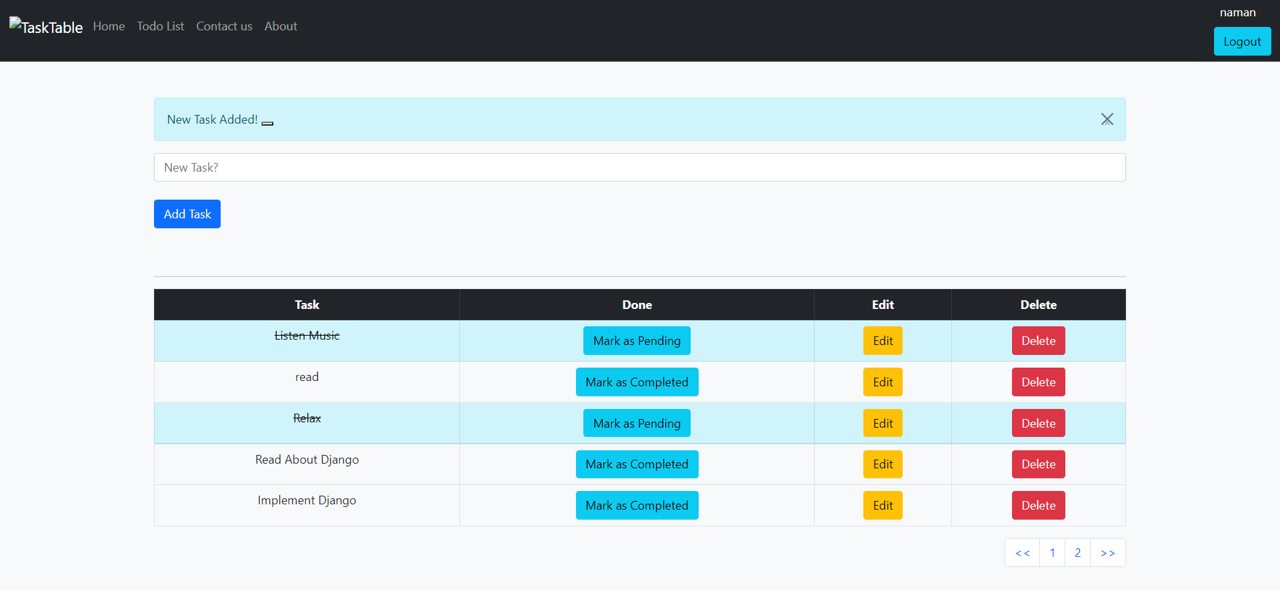 TaskTable Home Todo List Contact us About
naman
Logout
New Task Added!
New Task?
Add Task
Task Done Edit Delete
Listen Music Mark as Pending Edit Delete
read Mark as Completed Edit Delete
Relax Mark as Pending Edit Delete
Read About Django Mark as Completed Edit Delete
Implement Django Mark as Completed Edit Delete
<< 1 2 >>